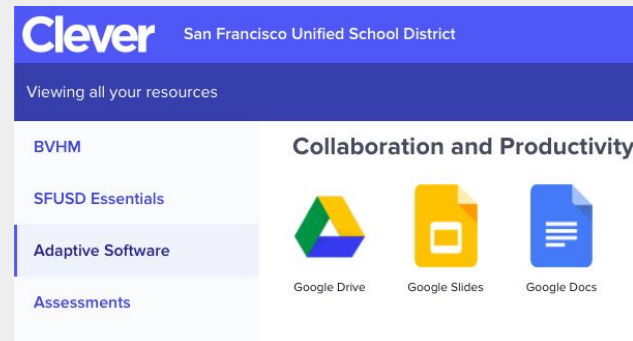 Clever
San Francisco Unified School District
Viewing all your resources
BVHM
SFUSD Essentials
Adaptive Software
Assessments
Collaboration and Productivity
Google Drive
Google Slides
Google Docs